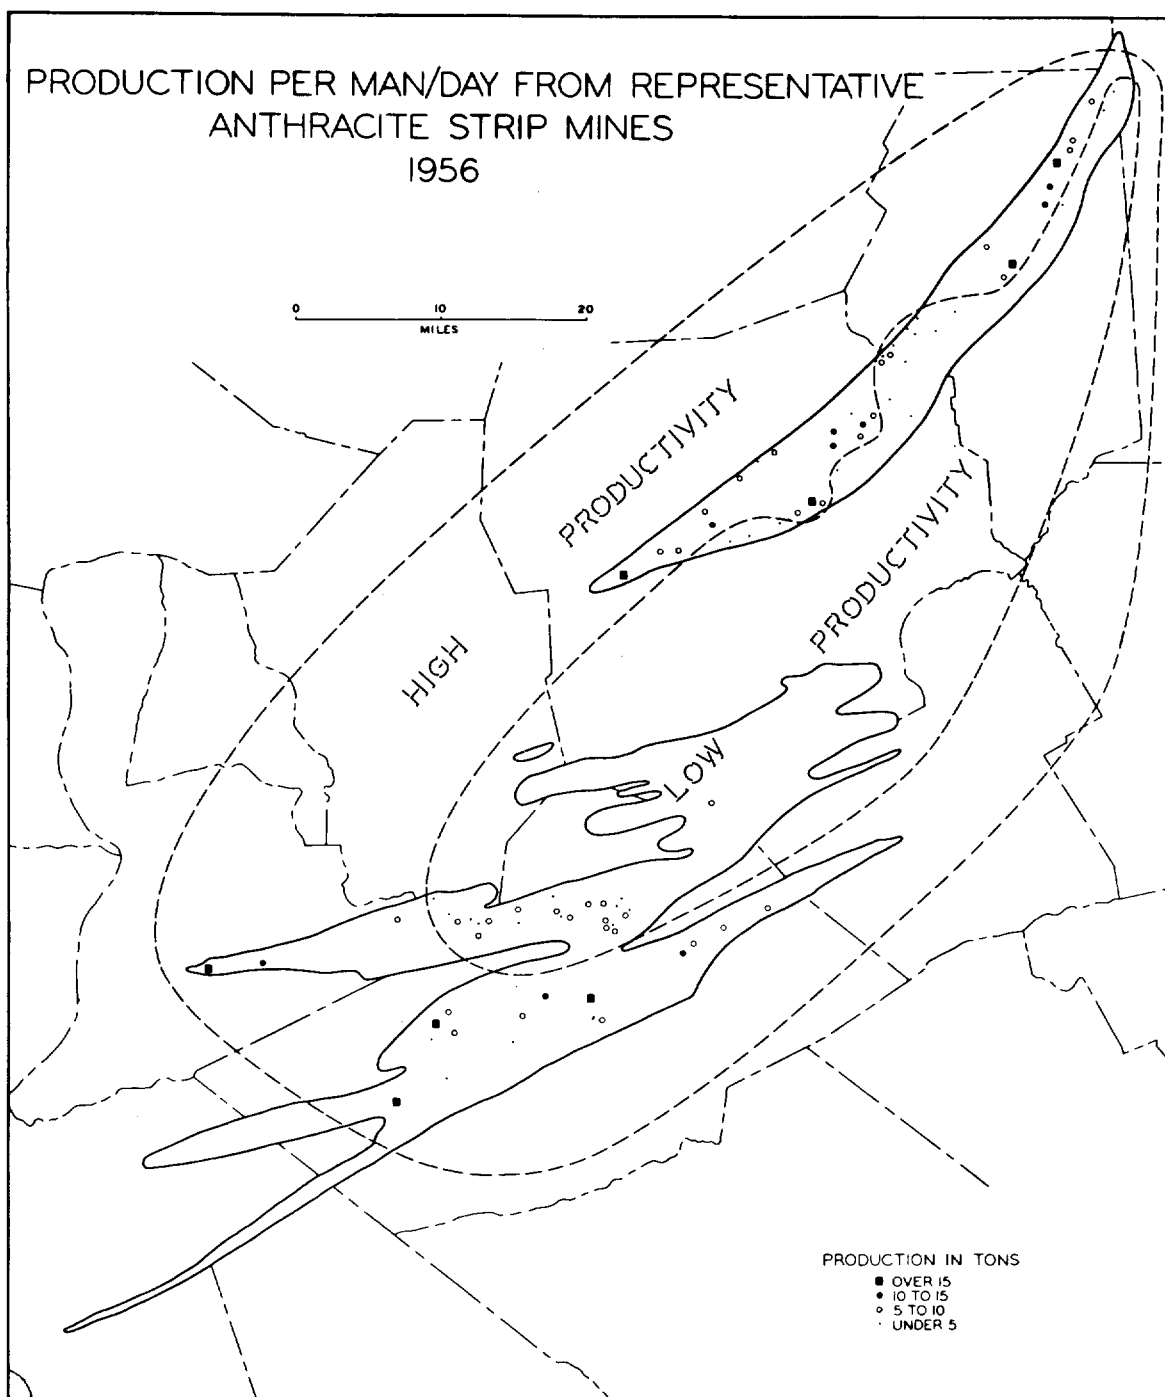 PRODUCTION PER MAN/DAY FROM REPRESENTATIVE
ANTHRACITE STRIP MINES
1956
0 10 20
MILES
HIGH PRODUCTIVITY
LOW PRODUCTIVITY
PRODUCTION IN TONS
OVER 15
10 TO 15
5 TO 10
UNDER 5